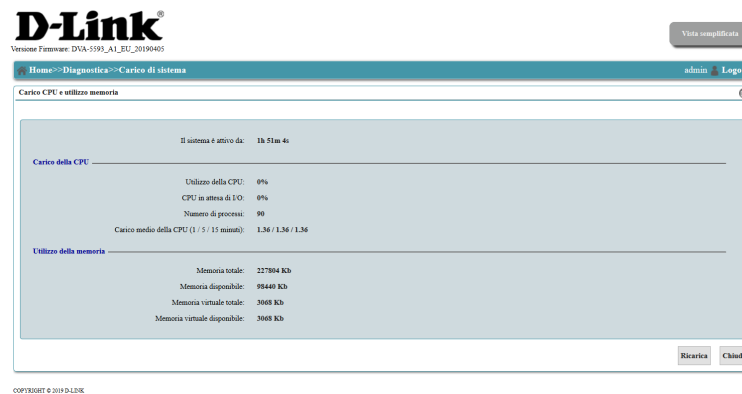 D-Link®
Versione Firmware: DVA-5593_A1_EU_20190405
Vista semplificata
Home>>Diagnostica>>Carico di sistema
admin
Logo
Carico CPU e utilizzo memoria
Il sistema é attivo da: 1h 51m 4s
Carico della CPU
Utilizzo della CPU: 0%
CPU in attesa di I/O: 0%
Numero di processi: 90
Carico medio della CPU (1 / 5 / 15 minuti): 1.36 / 1.36 / 1.36
Utilizzo della memoria
Memoria totale: 227804 Kb
Memoria disponibile: 98440 Kb
Memoria virtuale totale: 3068 Kb
Memoria virtuale disponibile: 3068 Kb
Ricarica
Chiud
COPYRIGHT © 2019 D-LINK